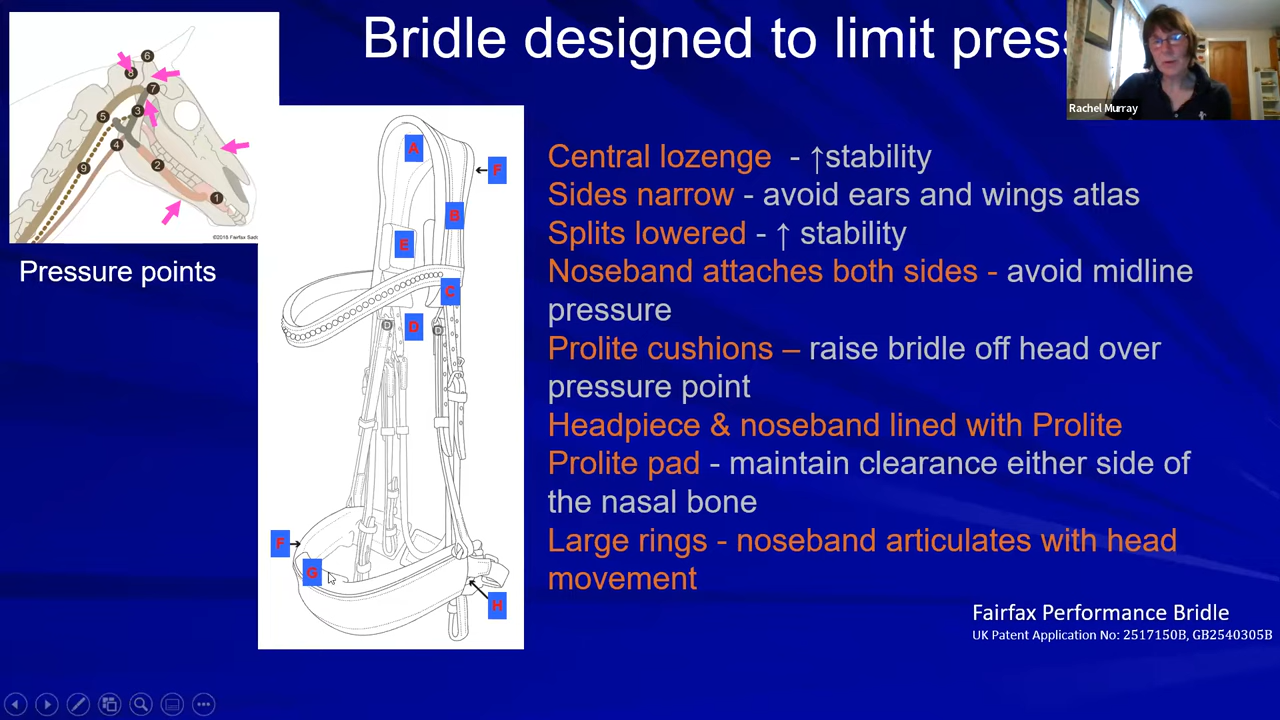 Bridle designed to limit press
Rachel Murray
6
8
7
3
5
4
2
9
1
©2018 Fairfax Sadd
Pressure points
A
F
B
E
C
D
D
D
F
G
H
Central lozenge - ↑stability
Sides narrow - avoid ears and wings atlas
Splits lowered - ↑ stability
Noseband attaches both sides - avoid midline
pressure
Prolite cushions – raise bridle off head over
pressure point
Headpiece & noseband lined with Prolite
Prolite pad - maintain clearance either side of
the nasal bone
Large rings - noseband articulates with head
movement
Fairfax Performance Bridle
UK Patent Application No: 2517150B, GB2540305B